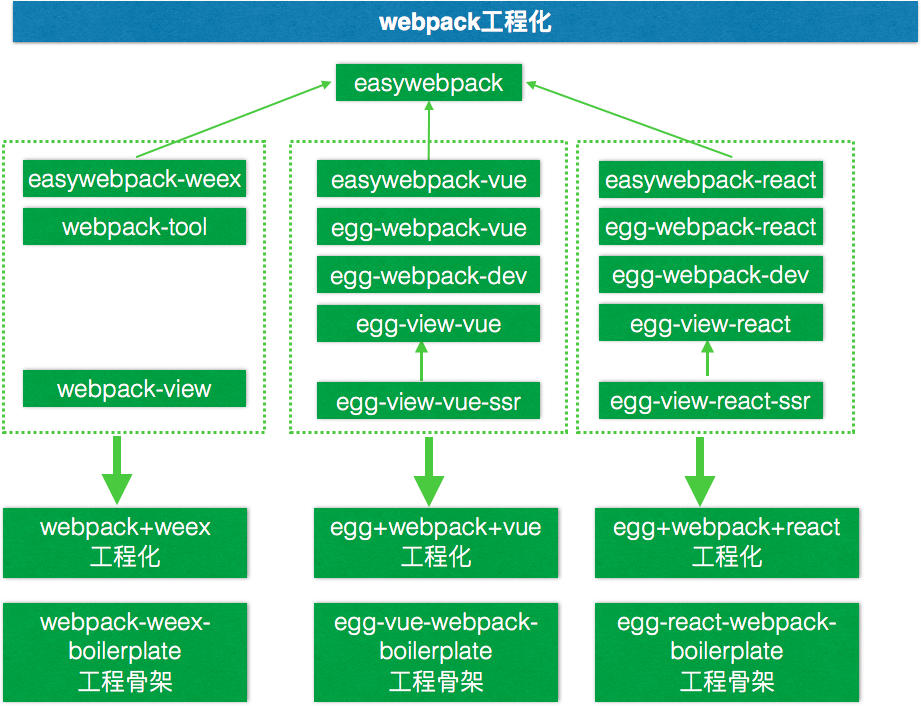 webpack工程化
easywebpack
easywebpack-weex
webpack-tool
webpack-view
easywebpack-vue
egg-webpack-vue
egg-webpack-dev
egg-view-vue
egg-view-vue-ssr
easywebpack-react
egg-webpack-react
egg-webpack-dev
egg-view-react
egg-view-react-ssr
webpack+weex
工程化
egg+webpack+vue
工程化
egg+webpack+react
工程化
webpack-weex-
boilerplate
工程骨架
egg-vue-webpack-
boilerplate
工程骨架
egg-react-webpack-
boilerplate
工程骨架